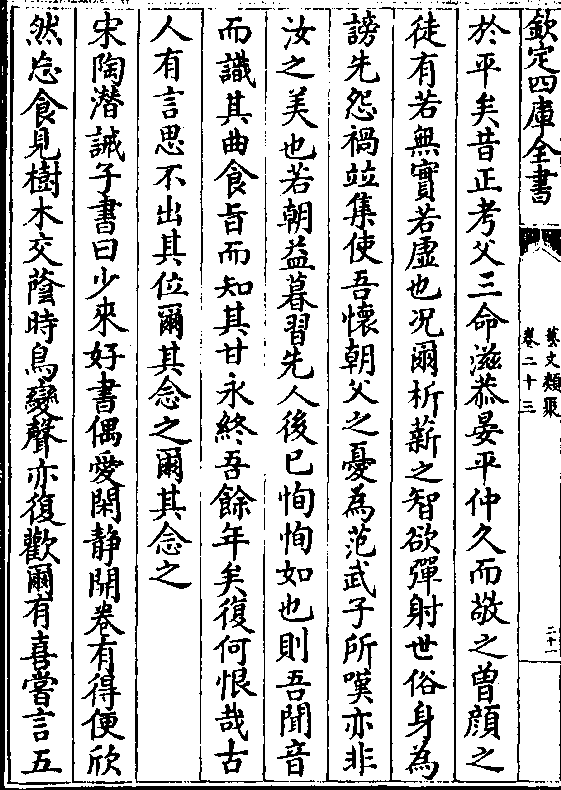 欽定四庫全書
藝文類聚
卷二十三
二十
於平矣昔正考父三命滋恭晏平仲久而敬之曾顔之
徒有若無實若虛也况爾析薪之智欲彈射世俗身為
謗先怨禍竝集使吾懷朝父之憂為范武子所嘆亦非
汝之美也若朝益暮習先人後已恂恂如也則吾聞音
而識其曲食旨而知其甘永終吾餘年矣復何恨哉古
人有言思不出其位爾其念之爾其念之
宋陶潛誡子書曰少來好書偶愛閑静開卷有得便欣
然忘食見樹木交蔭時鳥變聲亦復歡爾有喜嘗言五